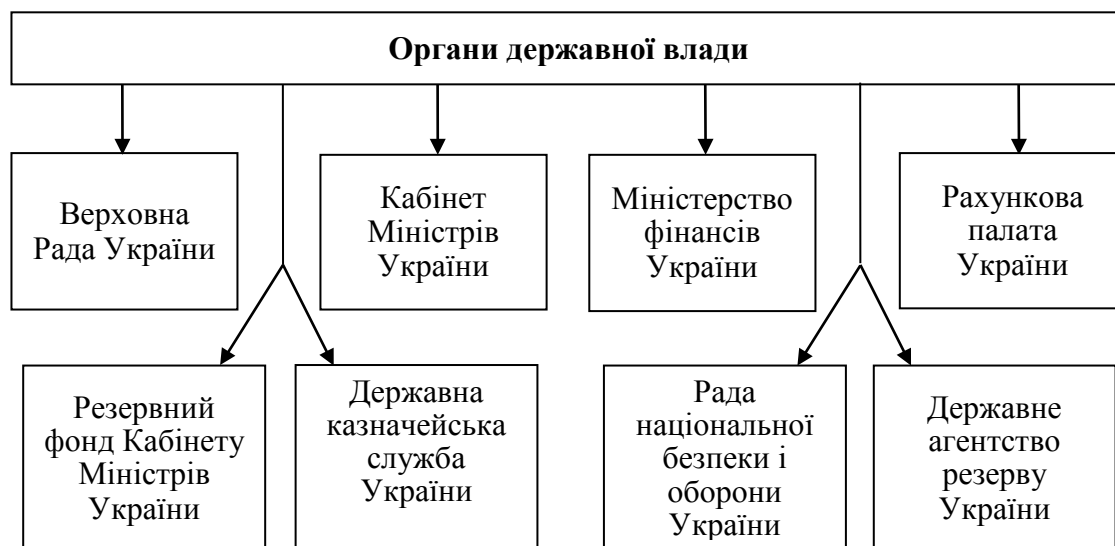 Органи державної влади
Верховна
Рада України
Кабінет
Міністрів
України
Міністерство
фінансів
України
Рахункова
палата
України
Резервний
фонд Кабінету
Міністрів
України
Державна
казначейська
служба
України
Рада
національної
безпеки і
оборони
України
Державне
агентство
резерву
України